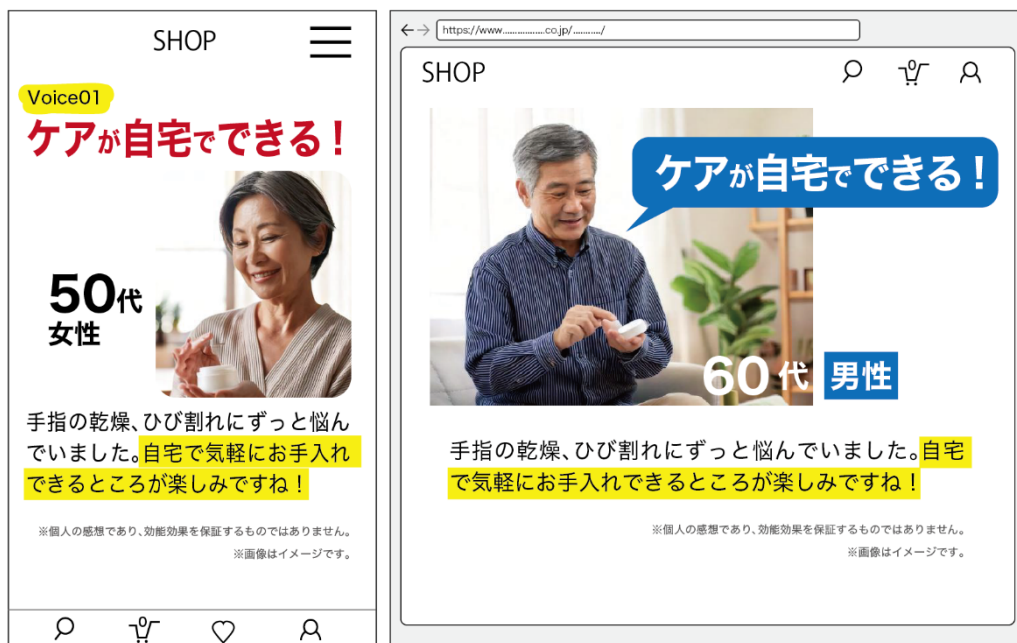 SHOP
Voice01
ケアが自宅でできる！
50代
女性
手指の乾燥、ひび割れにずっと悩ん
でいました。自宅で気軽にお手入れ
できるところが楽しみですね！
※個人の感想であり、効能効果を保証するものではありません。
※画像はイメージです。
0
https://www.................co.jp/.........../
SHOP
0
ケアが自宅でできる！
60代 男性
手指の乾燥、ひび割れにずっと悩んでいました。自宅
で気軽にお手入れできるところが楽しみですね！
※個人の感想であり、効能効果を保証するものではありません。
※画像はイメージです。